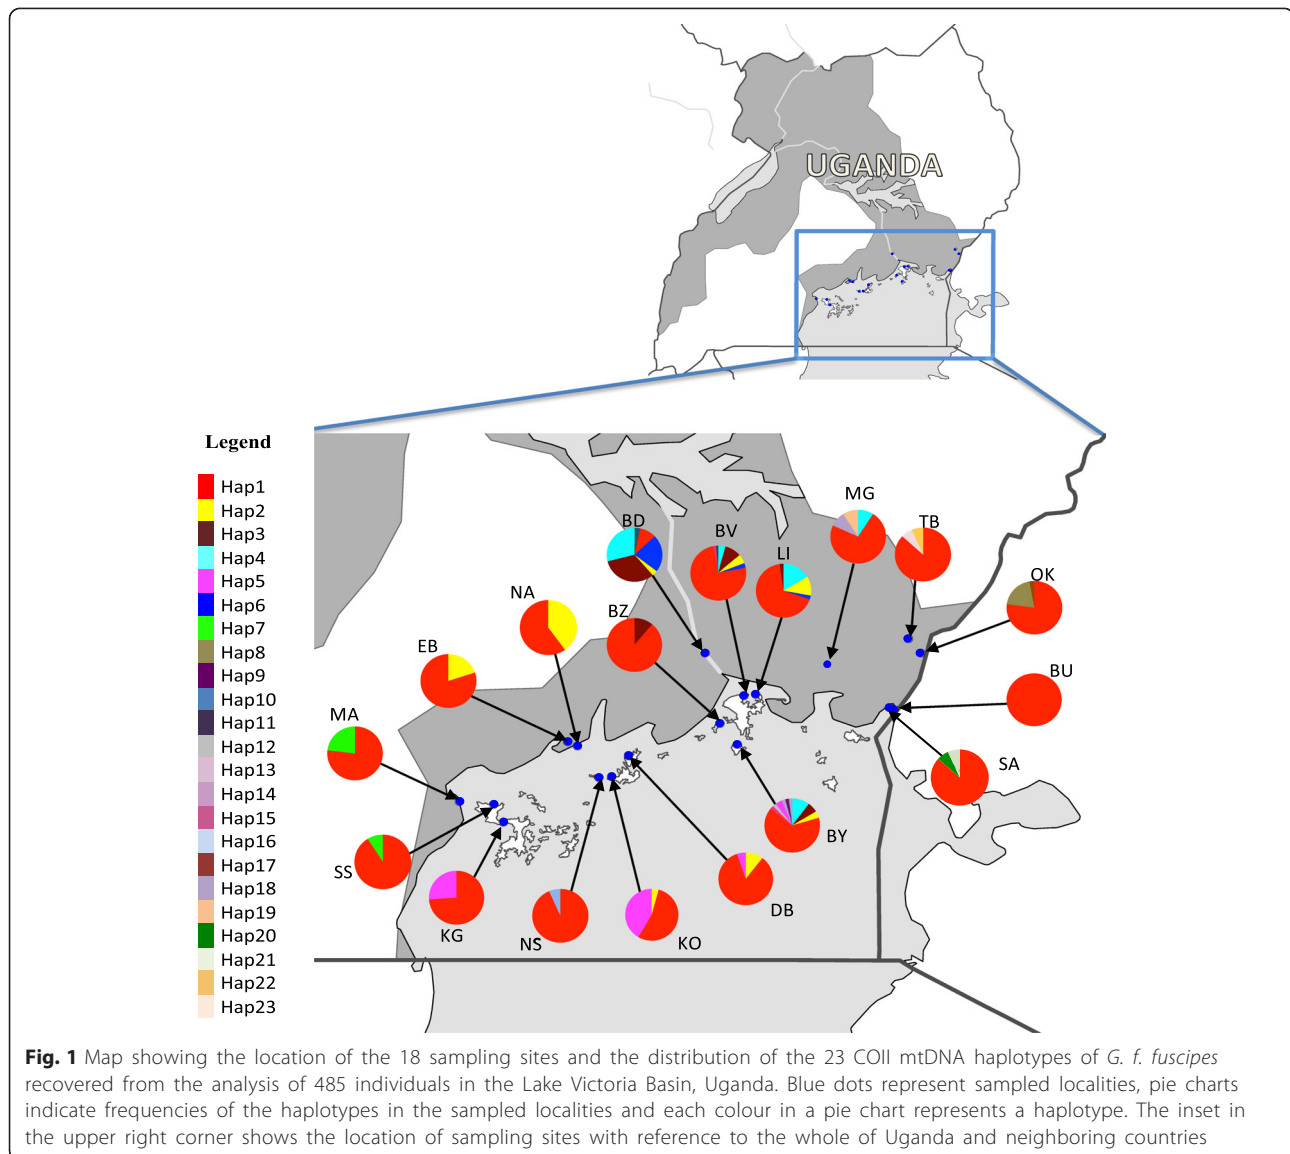 UGANDA
Legend
Hap1
Hap2
Hap3
Hap4
Hap5
Hap6
Hap7
Hap8
Hap9
Hap10
Hap11
Hap12
Hap13
Hap14
Hap15
Hap16
Hap17
Hap18
Hap19
Hap20
Hap21
Hap22
Hap23
MG
BD
TB
BV
LI
OK
NA
BZ
EB
BU
MA
SA
BY
SS
DB
KG
NS
KO
Fig. 1 Map showing the location of the 18 sampling sites and the distribution of the 23 COII mtDNA haplotypes of G. f. fuscipes
recovered from the analysis of 485 individuals in the Lake Victoria Basin, Uganda. Blue dots represent sampled localities, pie charts
indicate frequencies of the haplotypes in the sampled localities and each colour in a pie chart represents a haplotype. The inset in
the upper right corner shows the location of sampling sites with reference to the whole of Uganda and neighboring countries